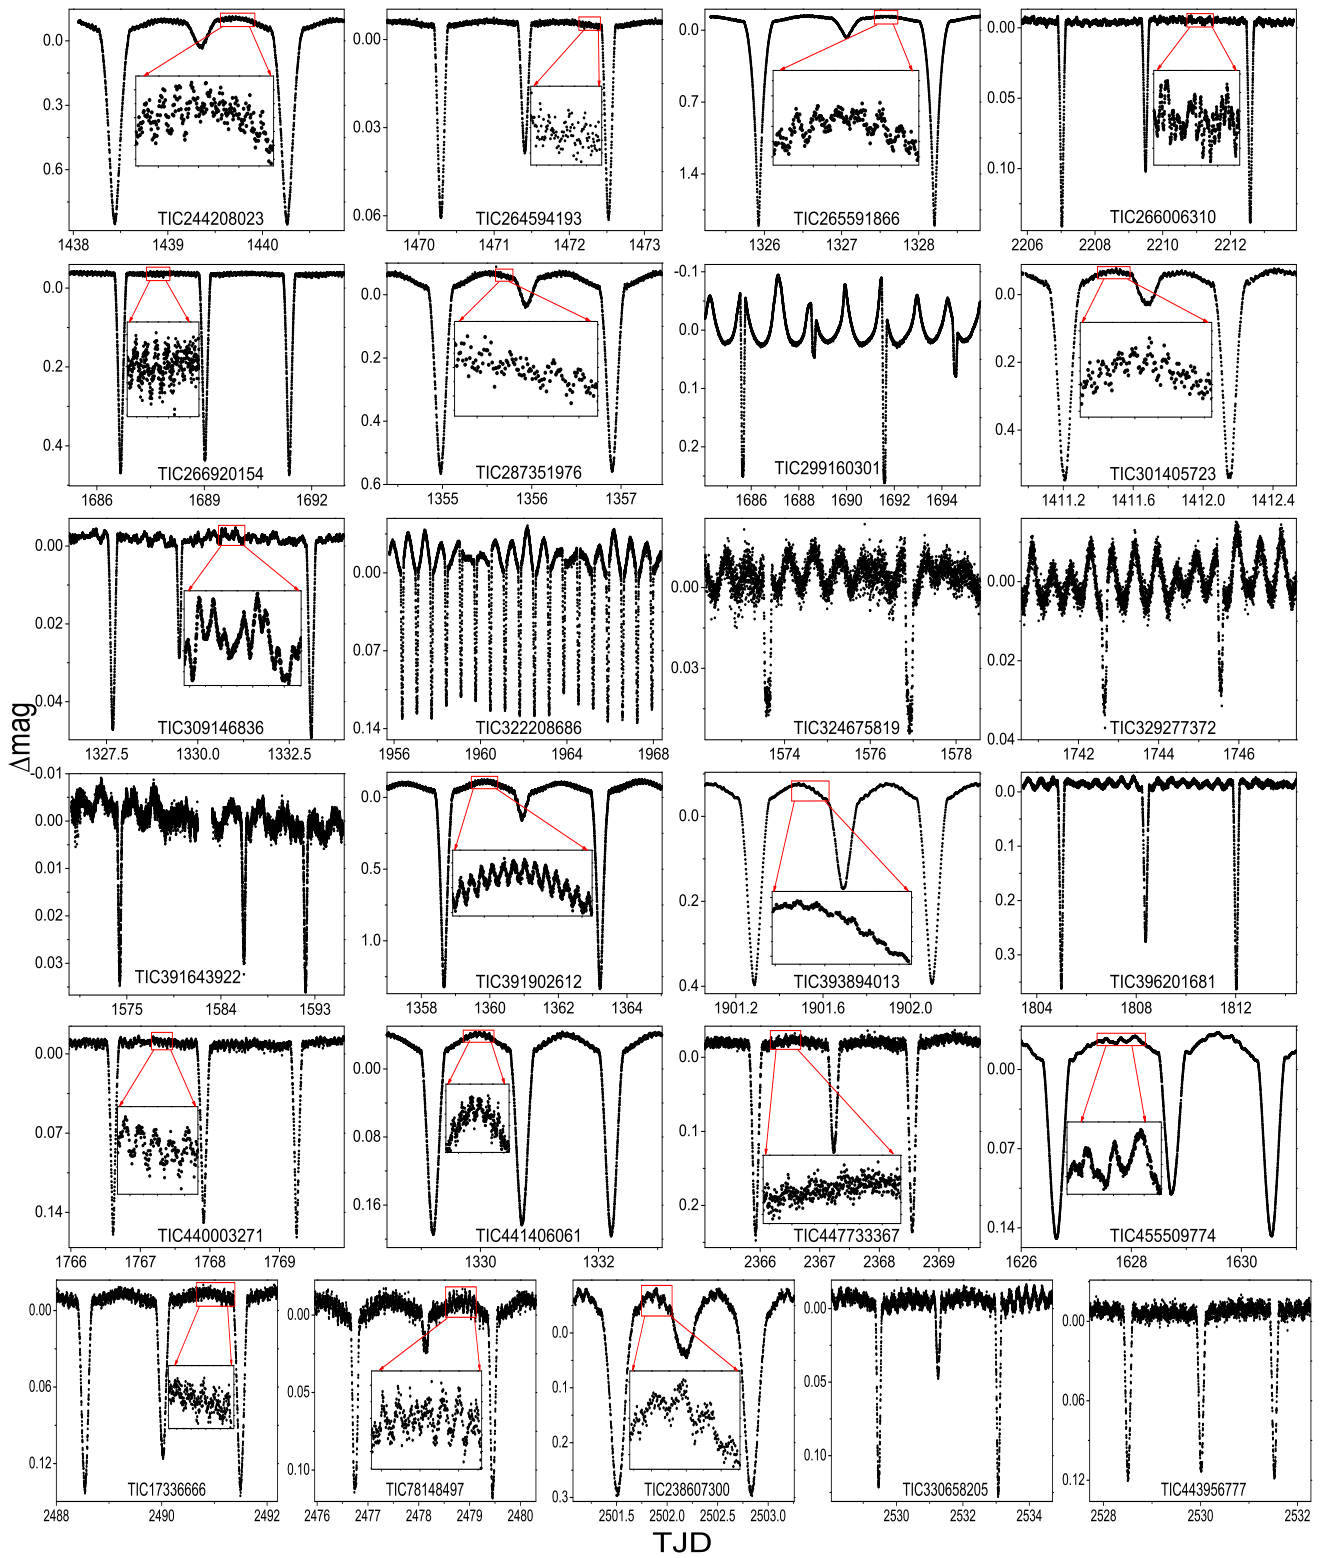 0.0 0.3 0.6
TIC244208023
1438 1439 1440
0.00 0.03 0.06
TIC264594193
1470 1471 1472 1473
0.0 0.7 1.4
TIC265591866
1326 1327 1328
0.00 0.05 0.10
TIC266006310
2206 2208 2210 2212
0.0 0.2 0.4
TIC266920154
1686 1689 1692
0.0 0.2 0.4 0.6
TIC287351976
1355 1356 1357
-0.1 0.0 0.1 0.2
TIC299160301
1686 1688 1690 1692 1694
0.0 0.2 0.4
TIC301405723
1411.2 1411.6 1412.1 1412.4
0.00 0.02 0.04
TIC309146836
1327.5 1330.0 1332.5
0.00 0.07 0.14
TIC322208686
1956 1960 1964 1968
0.00 0.03
TIC324675819
1574 1576 1578
0.00 0.02 0.04
TIC329277372
1742 1744 1746
Δmag
-0.01 0.00 0.01 0.02 0.03
TIC391643922
1575 1584 1593
0.0 0.5 1.0
TIC391902612
1358 1360 1362 1364
0.0 0.2 0.4
TIC393894013
1901.2 1901.6 1902.0
0.0 0.1 0.2 0.3
TIC396201681
1804 1808 1812
0.00 0.07 0.14
TIC440003271
1766 1767 1768 1769
0.00 0.08 0.16
TIC441406061
1330 1332
0.0 0.1 0.2
TIC447733367
2366 2367 2368 2369
0.00 0.07 0.14
TIC455509774
1626 1628 1630
0.00 0.06 0.12
TIC17336666
2488 2490 2492
0.00 0.05 0.10
TIC78148497
2476 2477 2478 2479 2480
0.0 0.1 0.2 0.3
TIC238607300
2501.5 2502.0 2502.5 2503.0
0.00 0.05 0.10
TIC330658205
2530 2532 2534
0.00 0.06 0.12
TIC443956777
2528 2530 2532
TJD